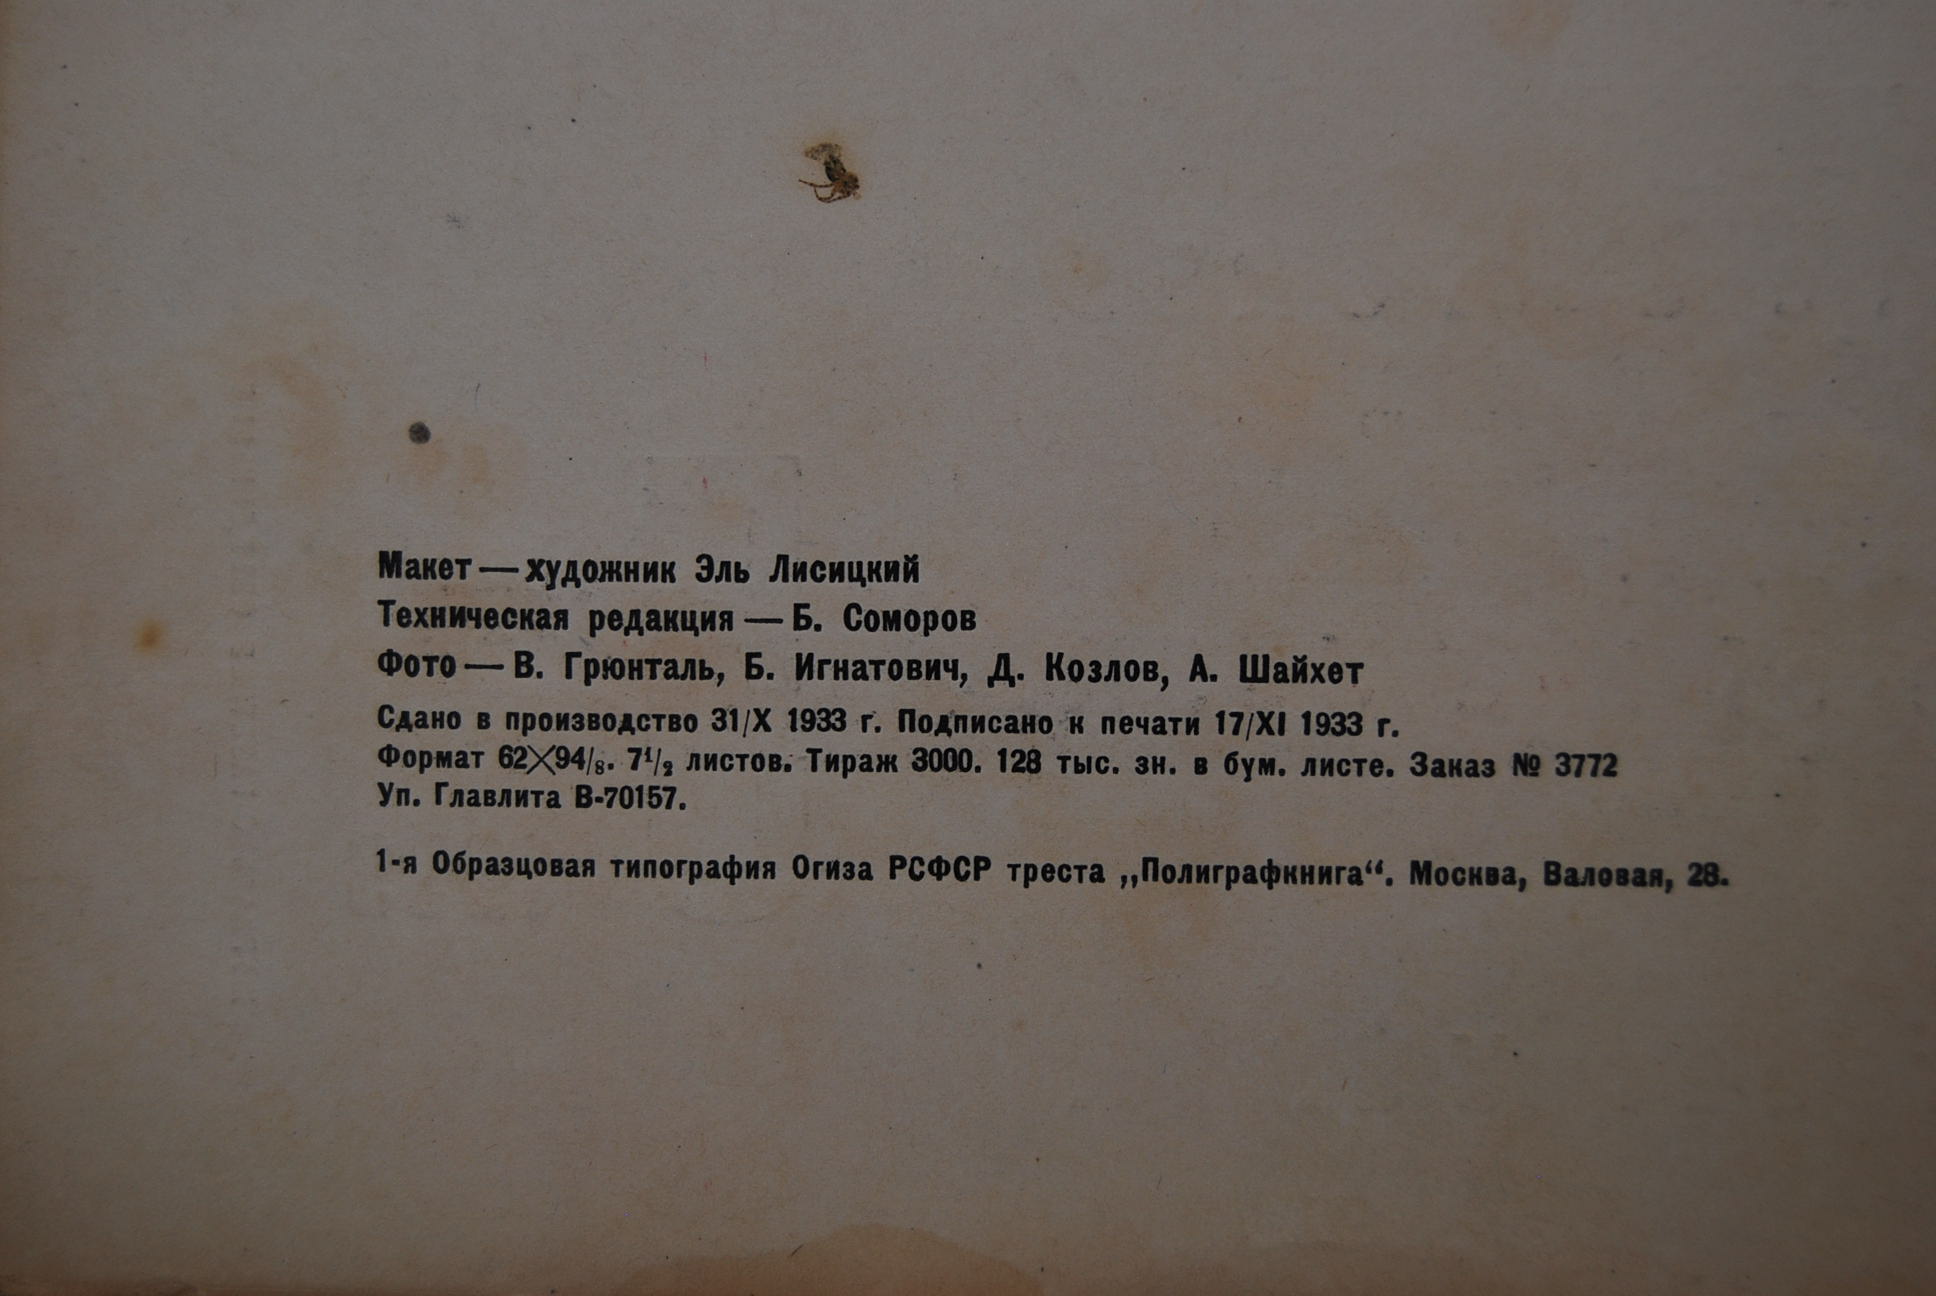 Макет — художник Эль Лисицкий
Техническая редакция — Б. Соморов
Фото — В. Грюнталь, Б. Игнатович, Д. Козлов, А. Шайхет
Сдано в производство 31/X 1933 г. Подписано к печати 17/XI 1933 г.
Формат 62×94/₈. 7¹/₂ листов. Тираж 3000. 128 тыс. зн. в бум. листе. Заказ № 3772
Уп. Главлита В-70157.
1-я Образцовая типография Огиза РСФСР треста „Полиграфкнига“. Москва, Валовая, 28.